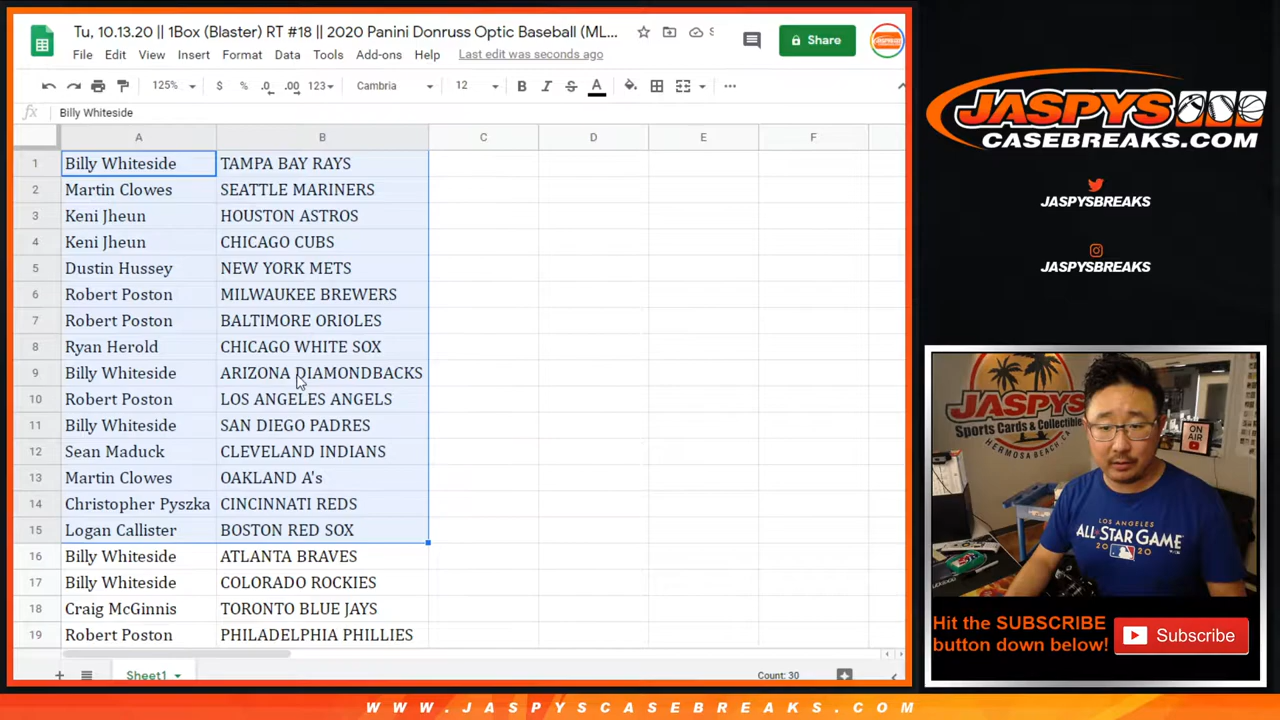 Tu, 10.13.20 || 1Box (Blaster) RT #18 || 2020 Panini Donruss Optic Baseball (ML...
Share
File Edit View Insert Format Data Tools Add-ons Help Last edit was seconds ago
125% $ % .0 .00 123 Cambria 12 B I S A
fx Billy Whiteside
A B C D E F
1 Billy Whiteside TAMPA BAY RAYS
2 Martin Clowes SEATTLE MARINERS
3 Keni Jheun HOUSTON ASTROS
4 Keni Jheun CHICAGO CUBS
5 Dustin Hussey NEW YORK METS
6 Robert Poston MILWAUKEE BREWERS
7 Robert Poston BALTIMORE ORIOLES
8 Ryan Herold CHICAGO WHITE SOX
9 Billy Whiteside ARIZONA DIAMONDBACKS
10 Robert Poston LOS ANGELES ANGELS
11 Billy Whiteside SAN DIEGO PADRES
12 Sean Maduck CLEVELAND INDIANS
13 Martin Clowes OAKLAND A's
14 Christopher Pyszka CINCINNATI REDS
15 Logan Callister BOSTON RED SOX
16 Billy Whiteside ATLANTA BRAVES
17 Billy Whiteside COLORADO ROCKIES
18 Craig McGinnis TORONTO BLUE JAYS
19 Robert Poston PHILADELPHIA PHILLIES
Sheet1
Count: 30
JASPYS
CASEBREAKS.COM
JASPYSBREAKS
JASPYSBREAKS
JASPYS
Sports Cards & Collectibles
HERMOSA BEACH, CA
ON AIR
LOS ANGELES
ALL-STAR GAME
2020
Hit the SUBSCRIBE
button down below!
Subscribe
WWW.JASPYSCASEBREAKS.COM